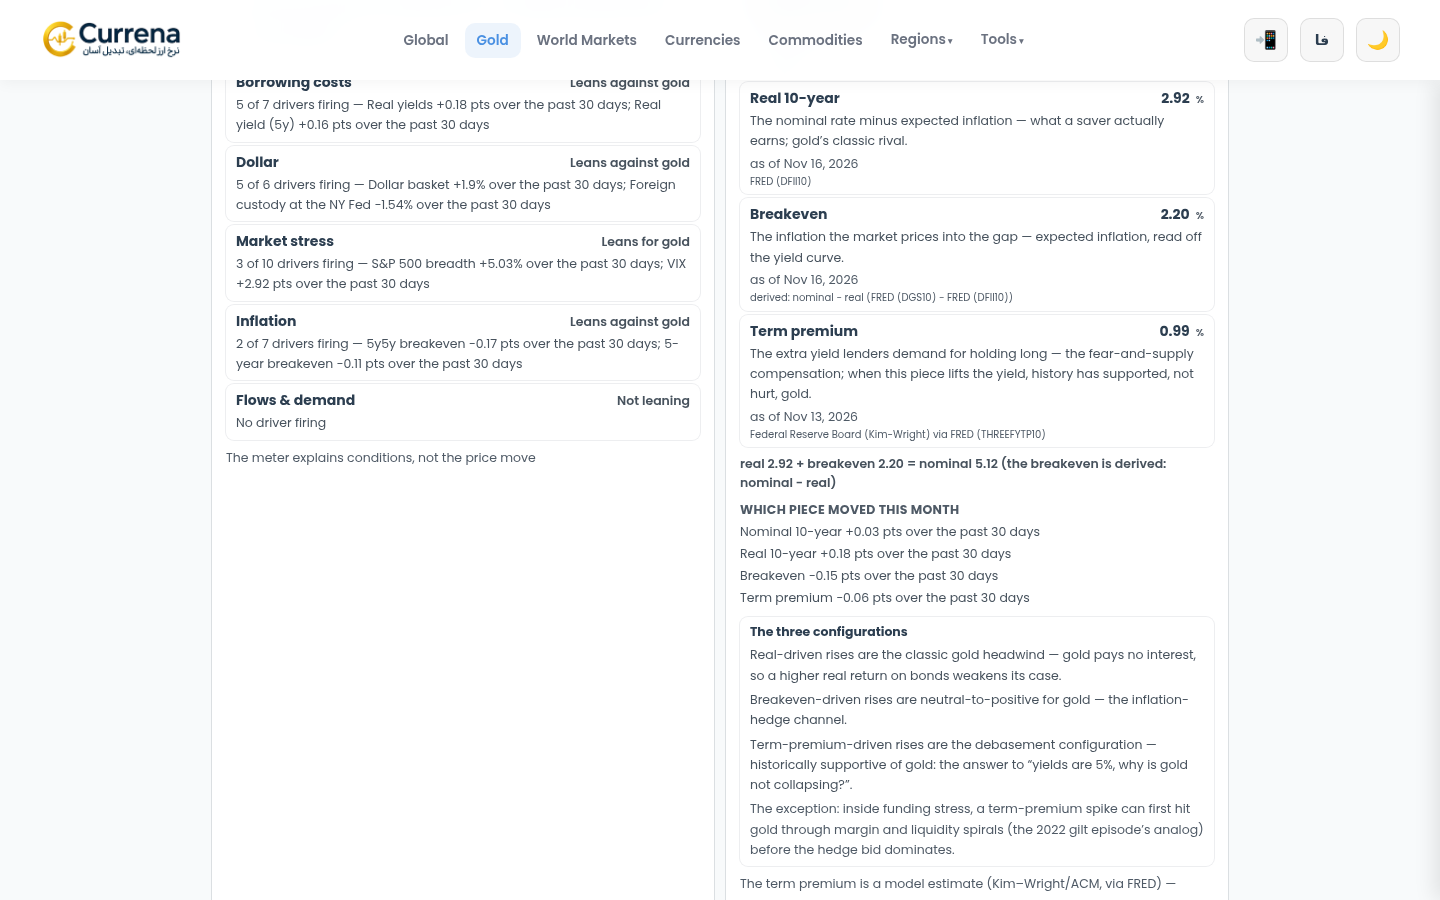 Currena
نرخ ارز لحظه‌ای، تبدیل آسان
Global
Gold
World Markets
Currencies
Commodities
Regions ▾
Tools ▾
فا
Borrowing costs
Leans against gold
5 of 7 drivers firing — Real yields +0.18 pts over the past 30 days; Real
yield (5y) +0.16 pts over the past 30 days
Dollar
Leans against gold
5 of 6 drivers firing — Dollar basket +1.9% over the past 30 days; Foreign
custody at the NY Fed -1.54% over the past 30 days
Market stress
Leans for gold
3 of 10 drivers firing — S&P 500 breadth +5.03% over the past 30 days; VIX
+2.92 pts over the past 30 days
Inflation
Leans against gold
2 of 7 drivers firing — 5y5y breakeven -0.17 pts over the past 30 days; 5-
year breakeven -0.11 pts over the past 30 days
Flows & demand
Not leaning
No driver firing
The meter explains conditions, not the price move
Real 10-year
2.92 %
The nominal rate minus expected inflation — what a saver actually
earns; gold’s classic rival.
as of Nov 16, 2026
FRED (DFII10)
Breakeven
2.20 %
The inflation the market prices into the gap — expected inflation, read off
the yield curve.
as of Nov 16, 2026
derived: nominal - real (FRED (DGS10) - FRED (DFII10))
Term premium
0.99 %
The extra yield lenders demand for holding long — the fear-and-supply
compensation; when this piece lifts the yield, history has supported, not
hurt, gold.
as of Nov 13, 2026
Federal Reserve Board (Kim-Wright) via FRED (THREEFYTP10)
real 2.92 + breakeven 2.20 = nominal 5.12 (the breakeven is derived:
nominal - real)
WHICH PIECE MOVED THIS MONTH
Nominal 10-year +0.03 pts over the past 30 days
Real 10-year +0.18 pts over the past 30 days
Breakeven -0.15 pts over the past 30 days
Term premium -0.06 pts over the past 30 days
The three configurations
Real-driven rises are the classic gold headwind — gold pays no interest,
so a higher real return on bonds weakens its case.
Breakeven-driven rises are neutral-to-positive for gold — the inflation-
hedge channel.
Term-premium-driven rises are the debasement configuration —
historically supportive of gold: the answer to “yields are 5%, why is gold
not collapsing?”.
The exception: inside funding stress, a term-premium spike can first hit
gold through margin and liquidity spirals (the 2022 gilt episode’s analog)
before the hedge bid dominates.
The term premium is a model estimate (Kim–Wright/ACM, via FRED) —